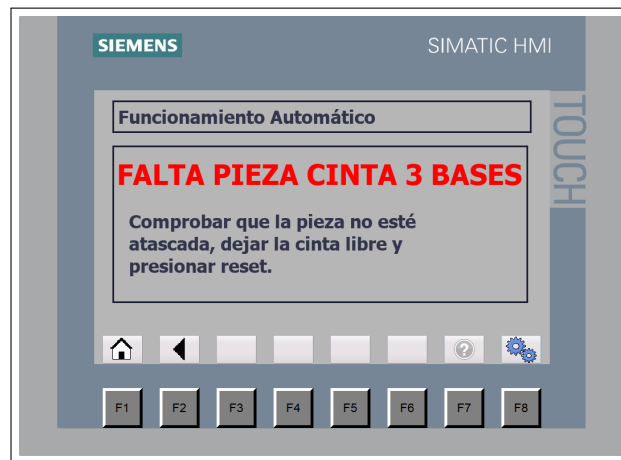 SIEMENS
SIMATIC HMI
TOUCH
Funcionamiento Automático
FALTA PIEZA CINTA 3 BASES
Comprobar que la pieza no esté
atascada, dejar la cinta libre y
presionar reset.
?
F1 F2 F3 F4 F5 F6 F7 F8